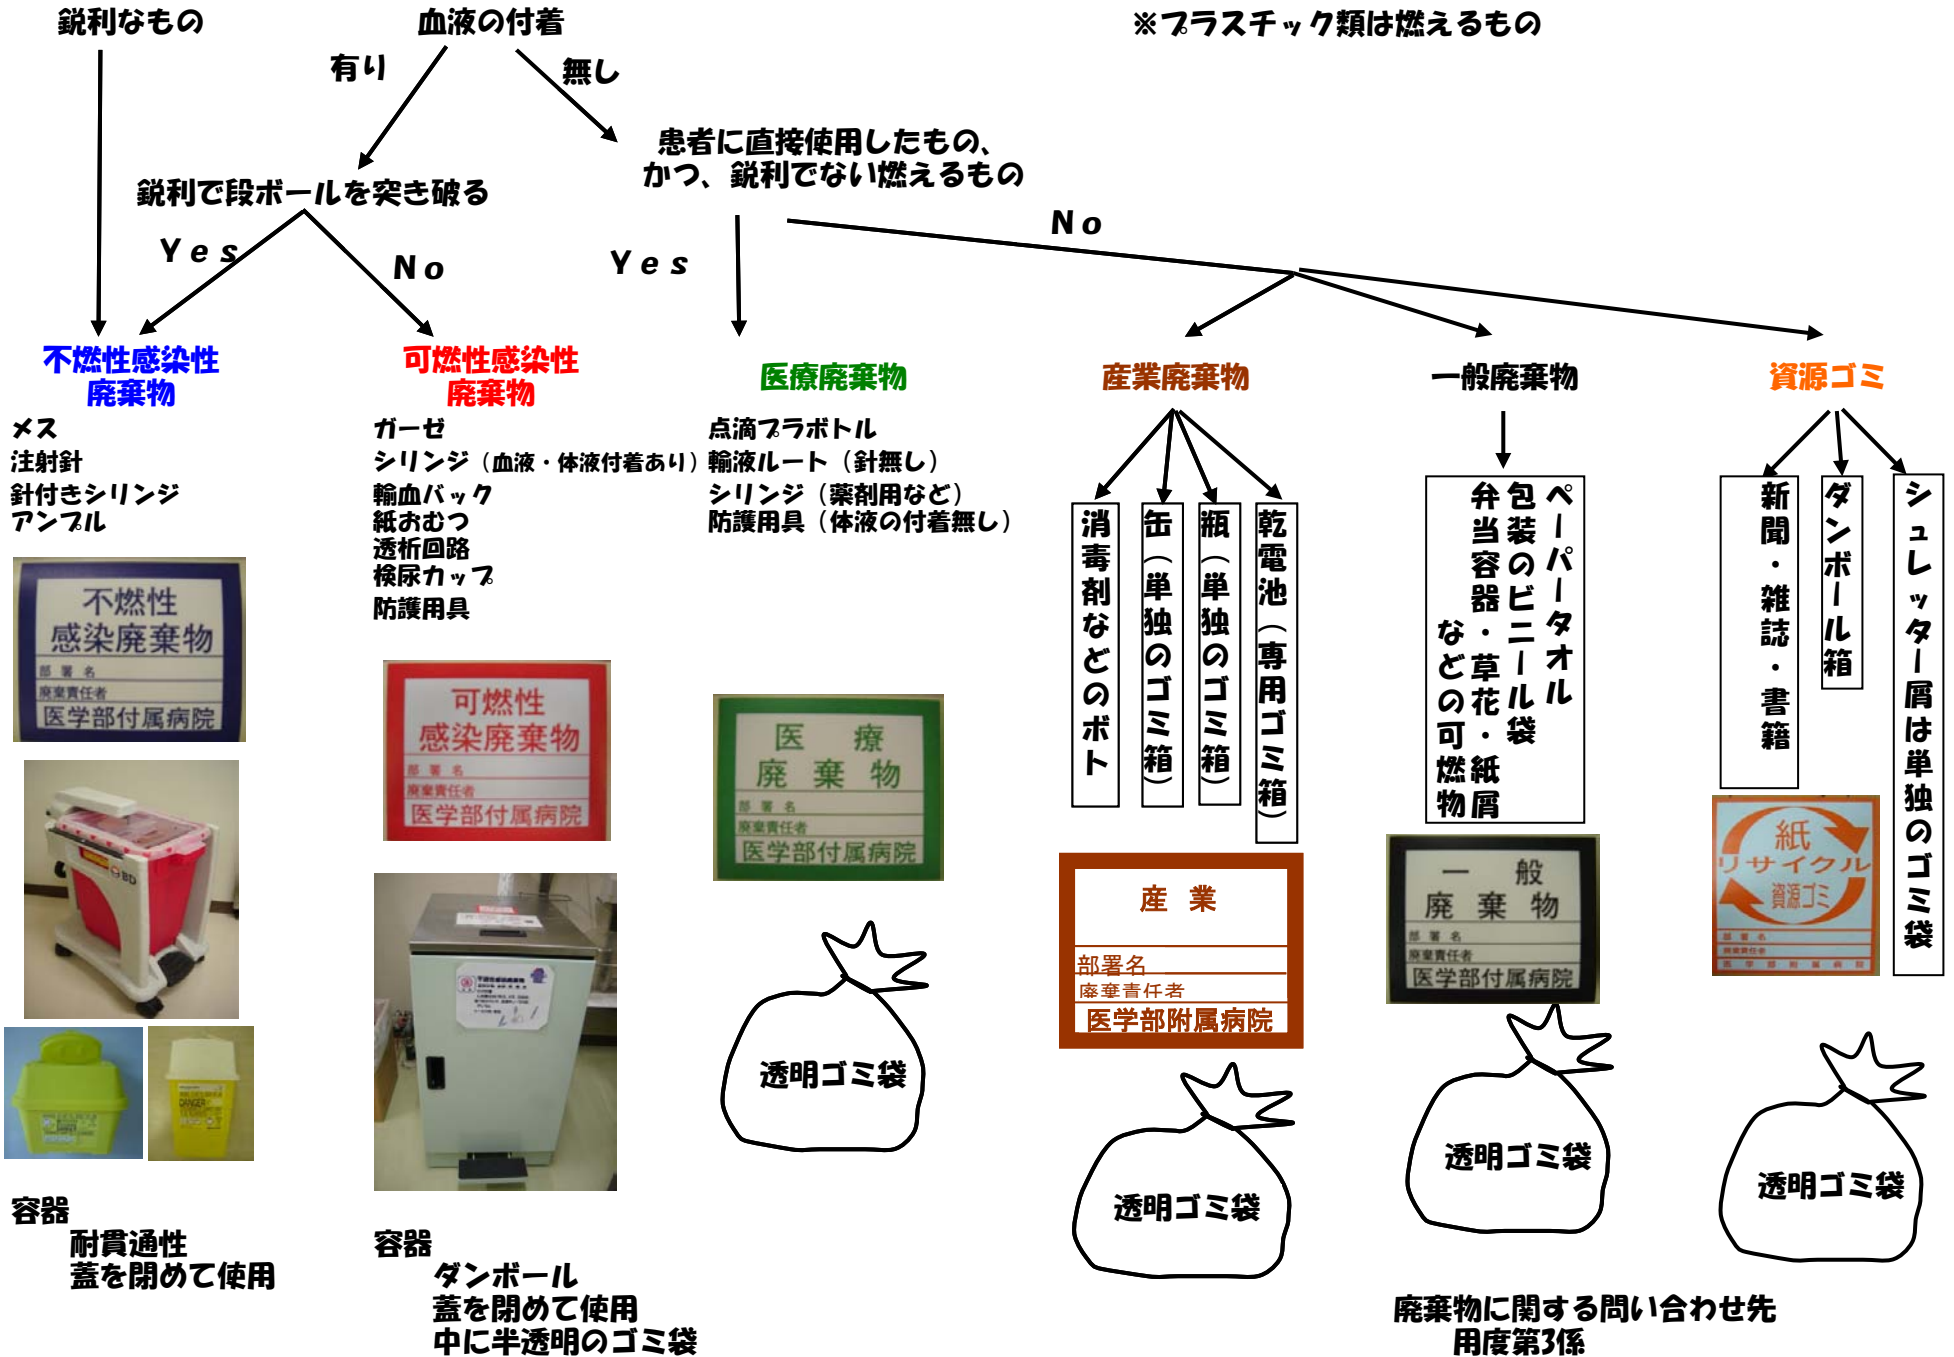 鋭利なもの
血液の付着
※プラスチック類は燃えるもの
有り
無し
患者に直接使用したもの、
かつ、鋭利でない燃えるもの
鋭利で段ボールを突き破る
Ｙｅｓ
Ｎｏ
Ｙｅｓ
Ｎｏ
不燃性感染性
廃棄物
可燃性感染性
廃棄物
医療廃棄物
産業廃棄物
一般廃棄物
資源ゴミ
メス
注射針
針付きシリンジ
アンプル
ガーゼ
シリンジ（血液・体液付着あり）
輸血バック
紙おむつ
透析回路
検尿カップ
防護用具
点滴プラボトル
輸液ルート（針無し）
シリンジ（薬剤用など）
防護用具（体液の付着無し）
消毒剤などのボト
缶（単独のゴミ箱）
瓶（単独のゴミ箱）
乾電池（専用ゴミ箱）
ペーパータオル
包装のビニール袋
弁当容器・草花・紙屑
などの可燃物
新聞・雑誌・書籍
ダンボール箱
シュレッター屑は単独のゴミ袋
不燃性
感染廃棄物
部署名
廃棄責任者
医学部付属病院
可燃性
感染廃棄物
部署名
廃棄責任者
医学部付属病院
医療
廃棄物
部署名
廃棄責任者
医学部付属病院
産業
部署名
廃棄責任者
医学部附属病院
一般
廃棄物
部署名
廃棄責任者
医学部付属病院
紙
リサイクル
資源ゴミ
部署名
廃棄責任者
医学部附属病院
BD
DANGER
透明ゴミ袋
透明ゴミ袋
透明ゴミ袋
透明ゴミ袋
容器
耐貫通性
蓋を閉めて使用
容器
ダンボール
蓋を閉めて使用
中に半透明のゴミ袋
廃棄物に関する問い合わせ先
用度第3係